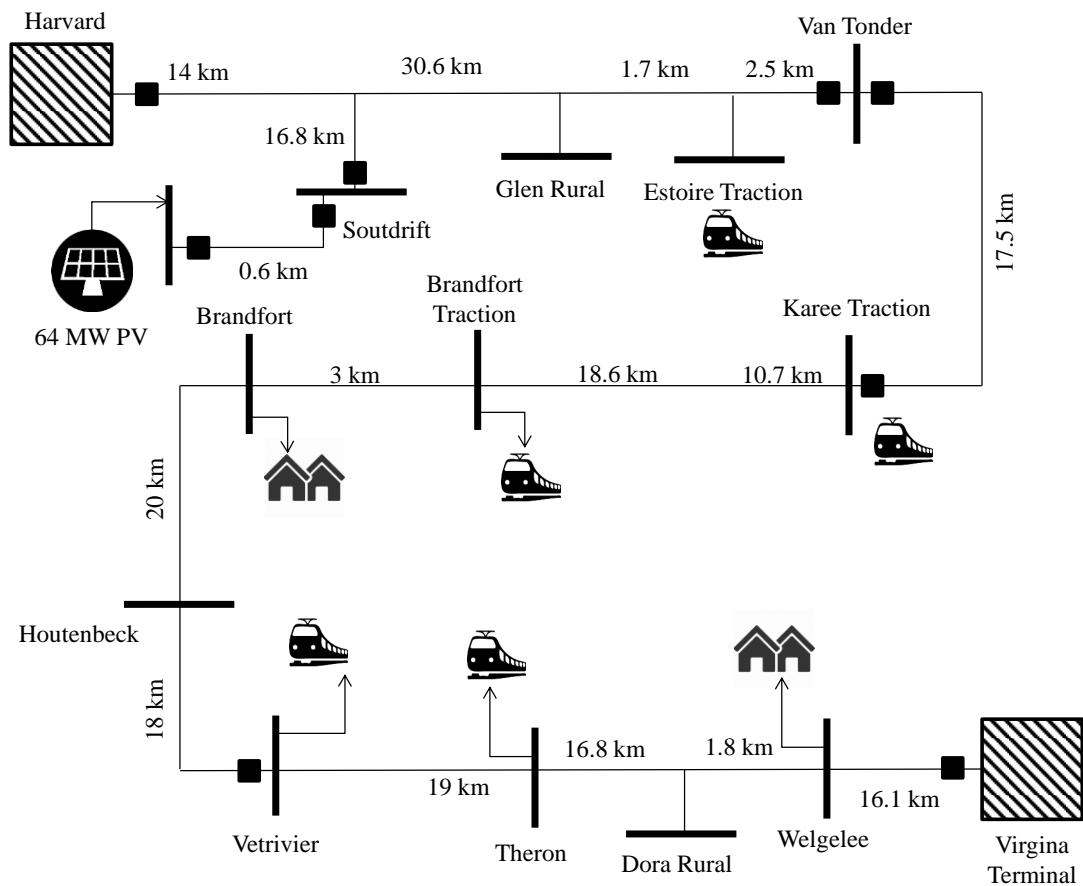 Harvard
Van Tonder
14 km
30.6 km
1.7 km
2.5 km
16.8 km
Glen Rural
Estoire Traction
Soutdrift
17.5 km
0.6 km
64 MW PV
Brandfort
Brandfort
Traction
Karee Traction
3 km
18.6 km
10.7 km
20 km
Houtenbeck
18 km
16.8 km
1.8 km
19 km
16.1 km
Vetrivier
Theron
Dora Rural
Welgelee
Virgina
Terminal